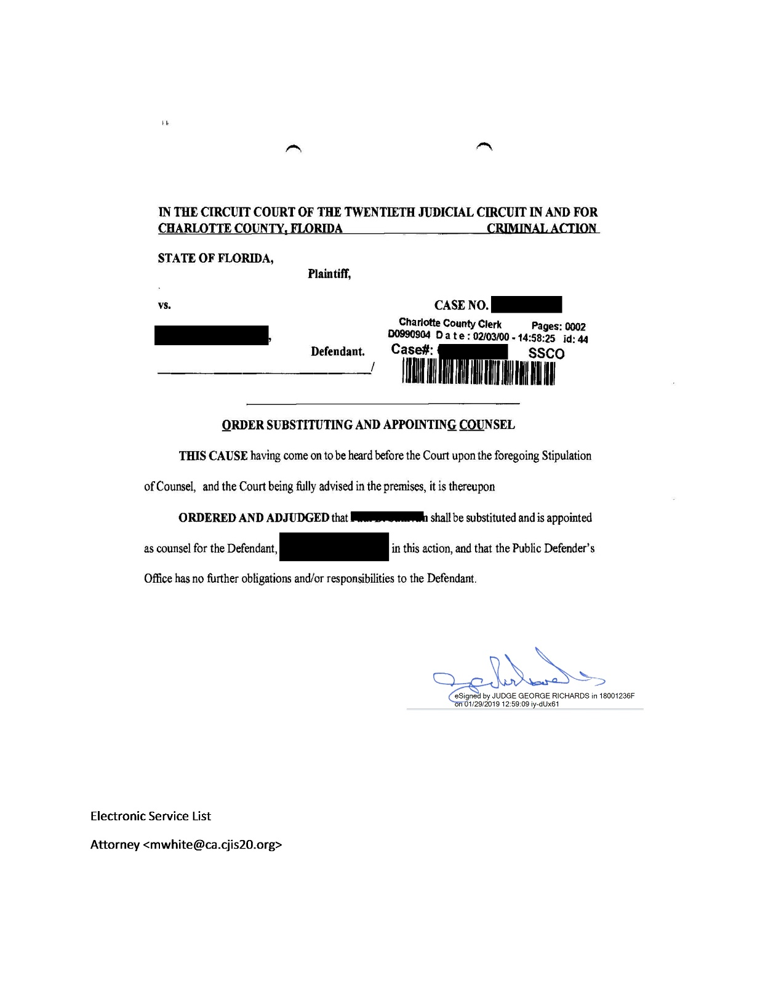 IN THE CIRCUIT COURT OF THE TWENTIETH JUDICIAL CIRCUIT IN AND FOR
CHARLOTTE COUNTY, FLORIDA CRIMINAL ACTION
STATE OF FLORIDA,
Plaintiff,
vs.
CASE NO.
Charlotte County Clerk Pages: 0002
D0990904 Date: 02/03/00 - 14:58:25 id: 44
,
Defendant. Case#: SSCO
/
ORDER SUBSTITUTING AND APPOINTING COUNSEL
THIS CAUSE having come on to be heard before the Court upon the foregoing Stipulation
of Counsel, and the Court being fully advised in the premises, it is thereupon
ORDERED AND ADJUDGED that shall be substituted and is appointed
as counsel for the Defendant, in this action, and that the Public Defender's
Office has no further obligations and/or responsibilities to the Defendant.
eSigned by JUDGE GEORGE RICHARDS in 18001236F
on 01/29/2019 12:59:09 iy-dUx61
Electronic Service List
Attorney <mwhite@ca.cjis20.org>